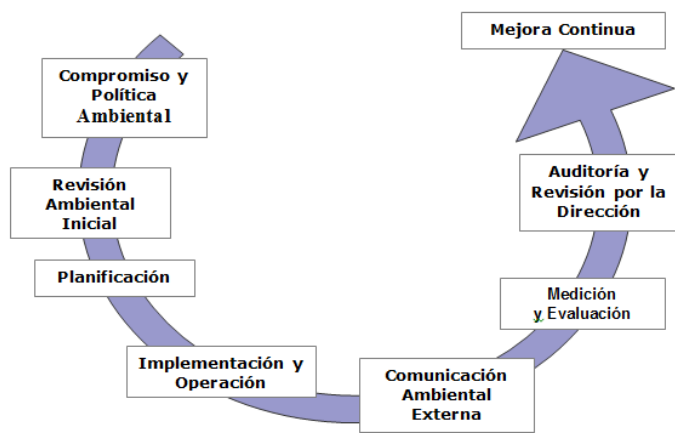 Compromiso y
Política
Ambiental
Revisión
Ambiental
Inicial
Planificación
Implementación y
Operación
Comunicación
Ambiental
Externa
Medición
y Evaluación
Auditoría y
Revisión por la
Dirección
Mejora Continua